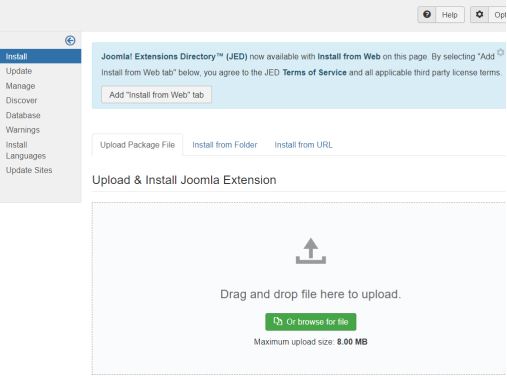 Help
Opt
Install
Update
Manage
Discover
Database
Warnings
Install
Languages
Update Sites
Joomla! Extensions Directory™ (JED) now available with Install from Web on this page. By selecting "Add
Install from Web tab" below, you agree to the JED Terms of Service and all applicable third party license terms.
Add "Install from Web" tab
Upload Package File
Install from Folder
Install from URL
Upload & Install Joomla Extension
Drag and drop file here to upload.
Or browse for file
Maximum upload size: 8.00 MB